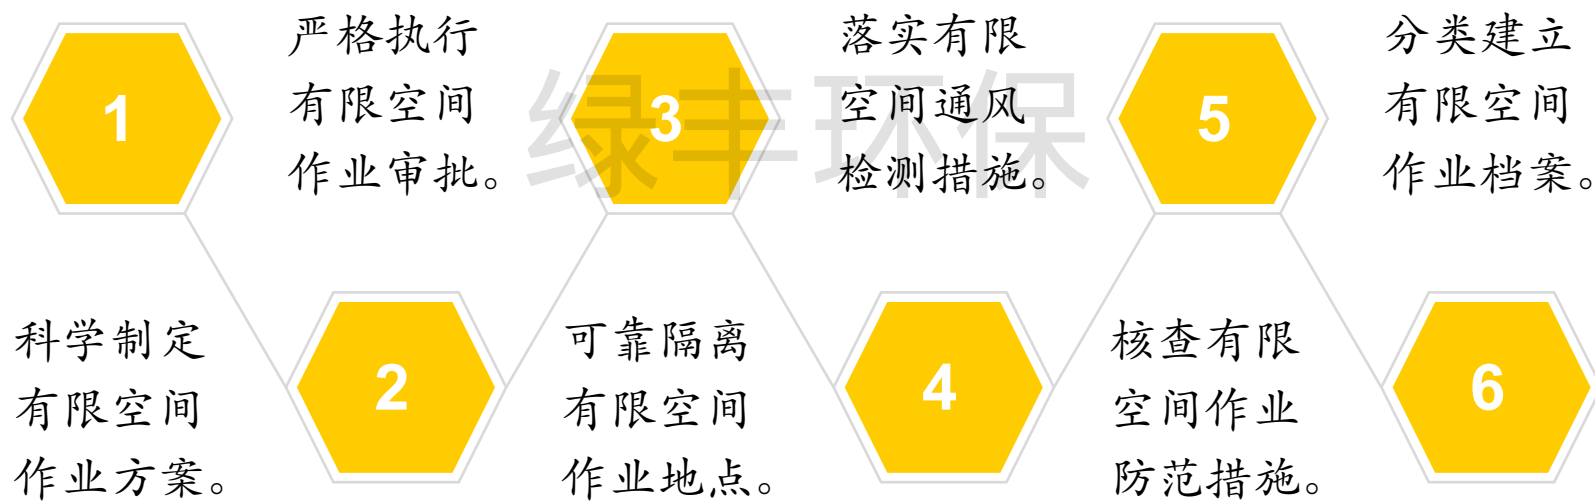 1
科学制定
有限空间
作业方案。
严格执行
有限空间
作业审批。
2
3
可靠隔离
有限空间
作业地点。
落实有限
空间通风
检测措施。
4
5
核查有限
空间作业
防范措施。
分类建立
有限空间
作业档案。
6
绿丰环保